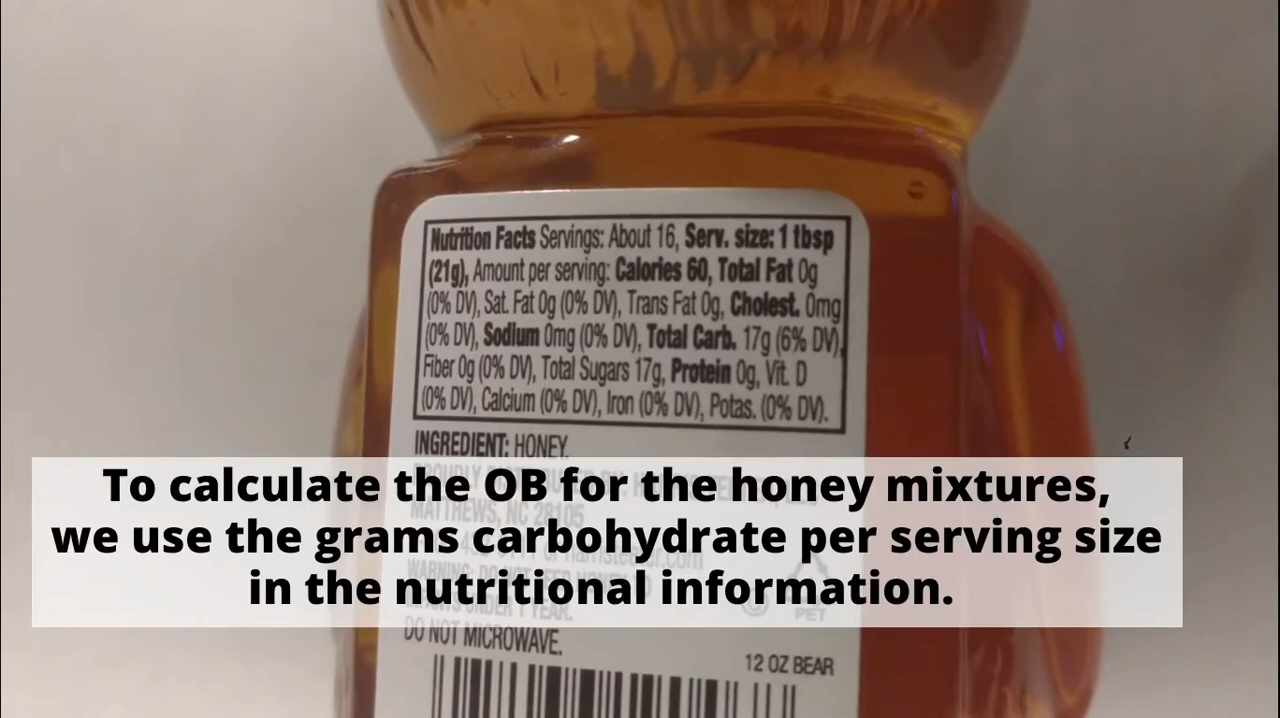 Nutrition Facts Servings: About 16, Serv. size: 1 tbsp
(21g), Amount per serving: Calories 60, Total Fat 0g
(0% DV), Sat. Fat 0g (0% DV), Trans Fat 0g, Cholest. 0mg
(0% DV), Sodium 0mg (0% DV), Total Carb. 17g (6% DV),
Fiber 0g (0% DV), Total Sugars 17g, Protein 0g, Vit. D
(0% DV), Calcium (0% DV), Iron (0% DV), Potas. (0% DV).
INGREDIENT: HONEY.
To calculate the OB for the honey mixtures,
we use the grams carbohydrate per serving size
in the nutritional information.
MATTHEWS, NC 28105
PET
DO NOT MICROWAVE.
12 OZ BEAR